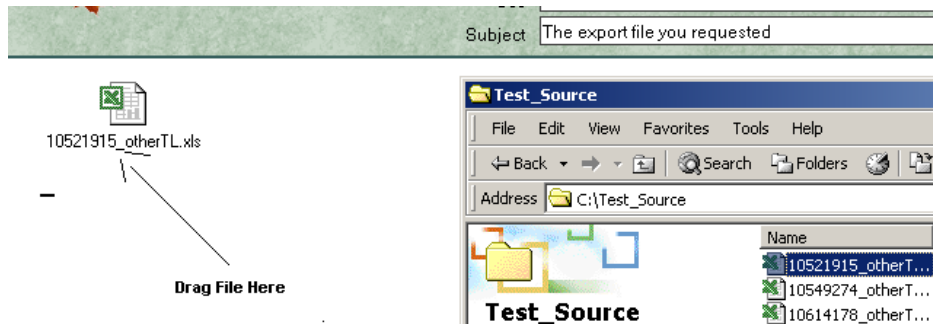 Subject The export file you requested
10521915_otherTL.xls
Drag File Here
Test_Source
File Edit View Favorites Tools Help
Back Search Folders
Address C:\Test_Source
Name
10521915_otherT...
10549274_otherT...
10614178_otherT...
Test_Source